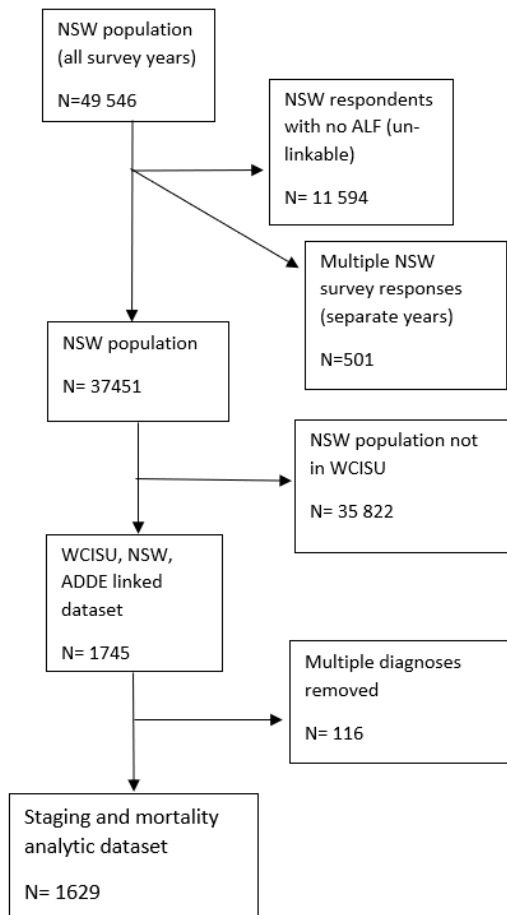 NSW population
(all survey years)
N=49 546
NSW respondents
with no ALF (un-
linkable)
N= 11 594
Multiple NSW
survey responses
(separate years)
N=501
NSW population
N= 37451
NSW population not
in WCISU
N= 35 822
WCISU, NSW,
ADDE linked
dataset
N= 1745
Multiple diagnoses
removed
N= 116
Staging and mortality
analytic dataset
N= 1629